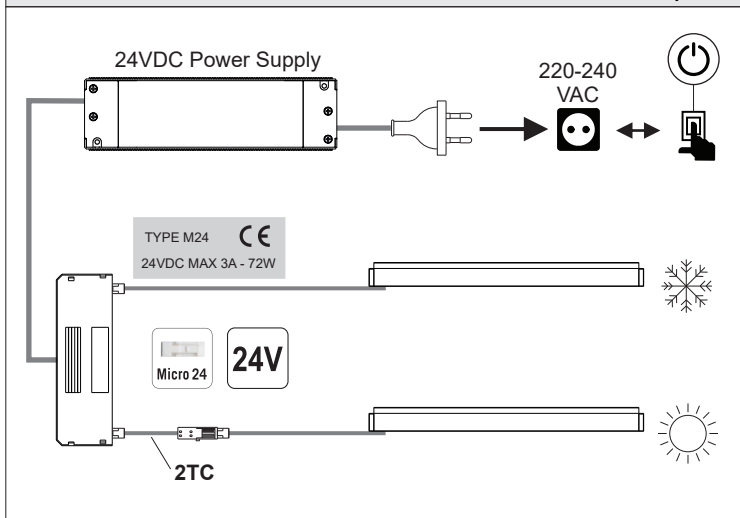 24VDC Power Supply
220-240
VAC
TYPE M24 CE
24VDC MAX 3A - 72W
Micro 24
24V
2TC